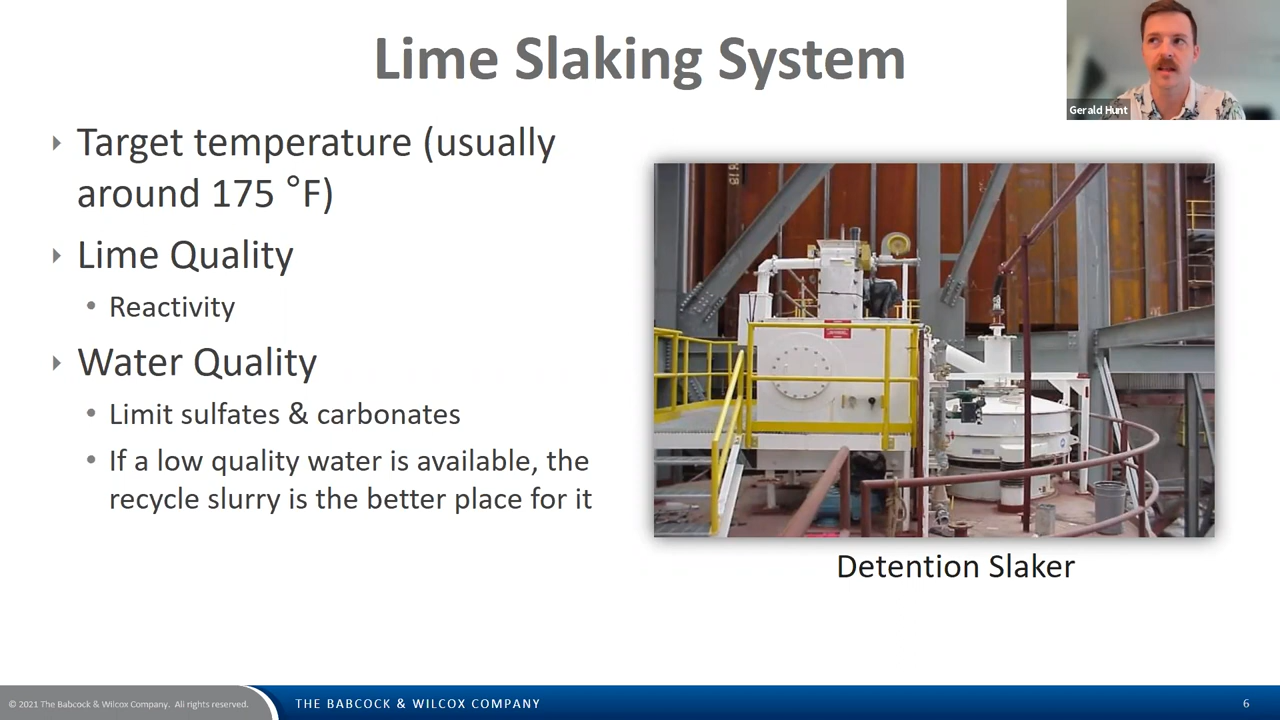 Lime Slaking System
Gerald Hunt
Target temperature (usually
around 175 °F)
Lime Quality
Reactivity
Water Quality
Limit sulfates & carbonates
If a low quality water is available, the
recycle slurry is the better place for it
Detention Slaker
© 2021 The Babcock & Wilcox Company. All rights reserved.
THE BABCOCK & WILCOX COMPANY
6